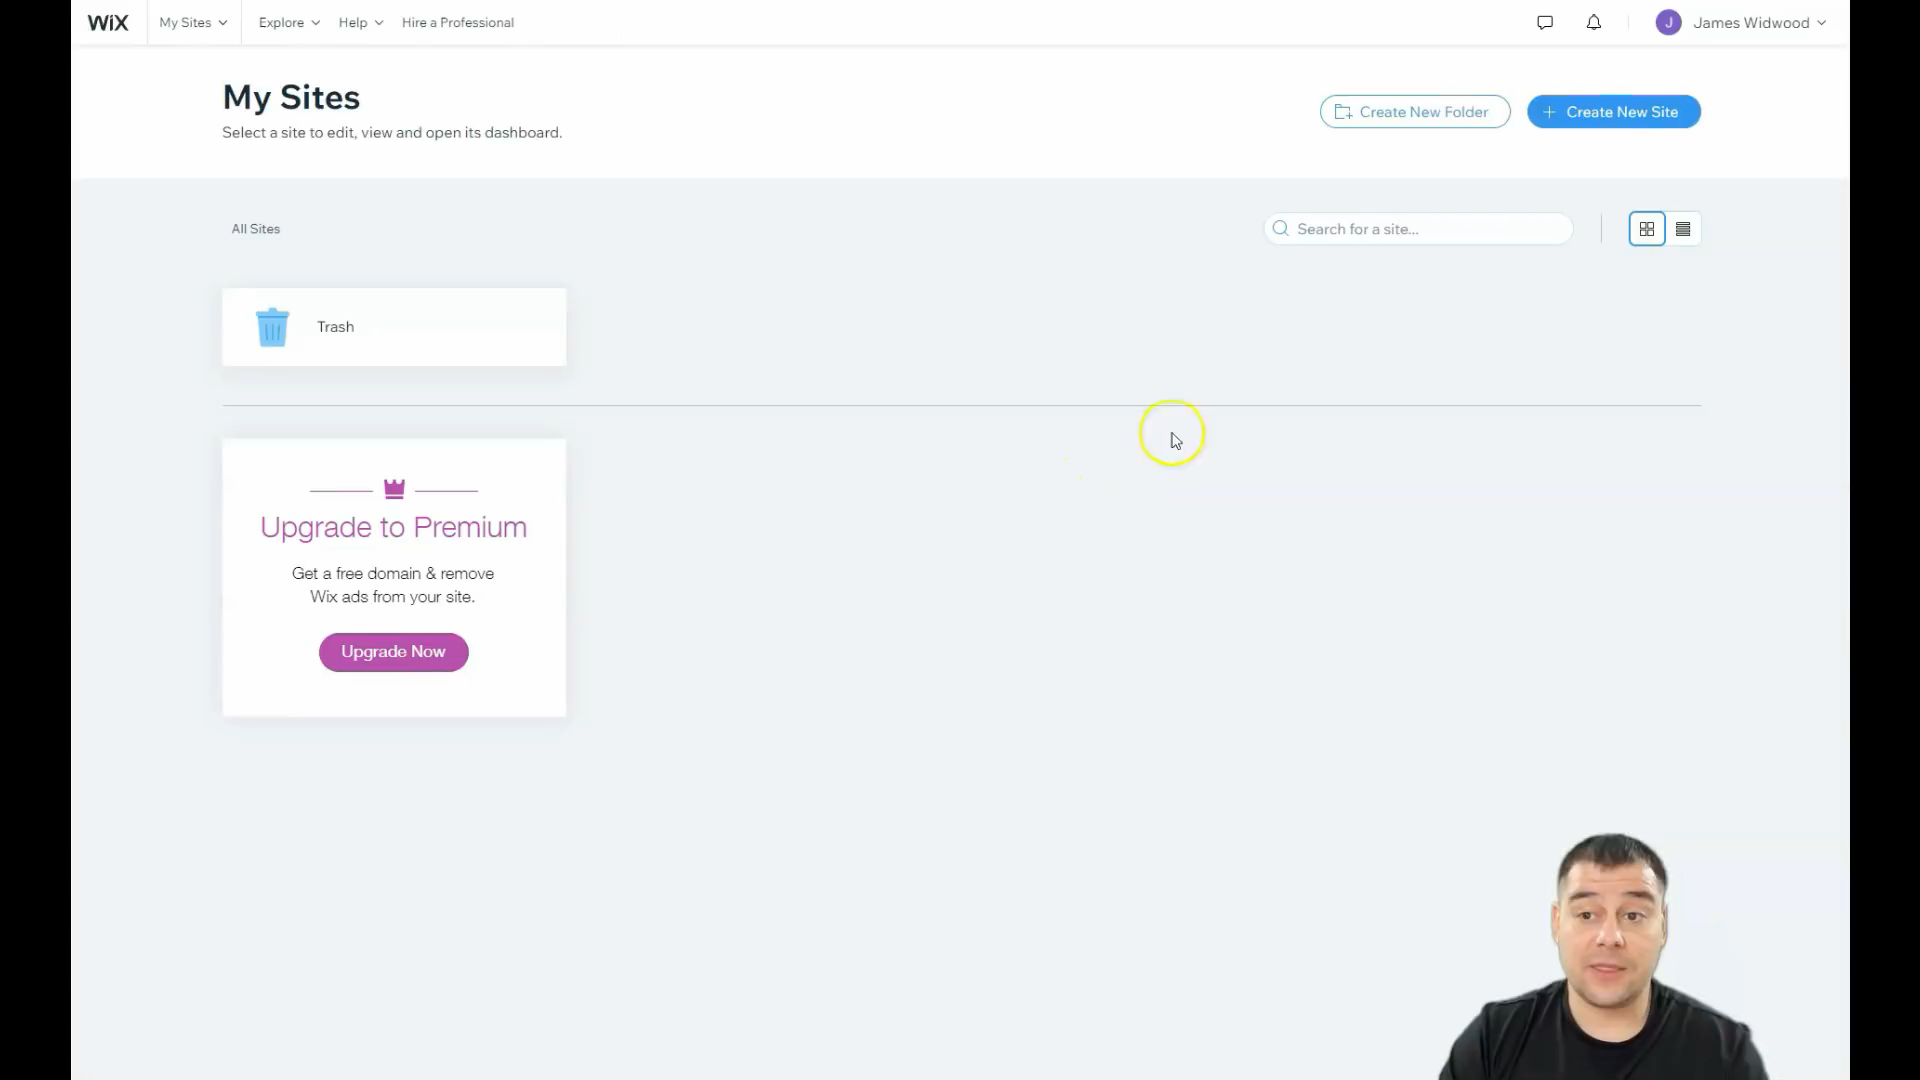 WiX
My Sites
Explore
Help
Hire a Professional
J
James Widwood
My Sites
Select a site to edit, view and open its dashboard.
Create New Folder
+ Create New Site
All Sites
Search for a site...
Trash
Upgrade to Premium
Get a free domain & remove
Wix ads from your site.
Upgrade Now